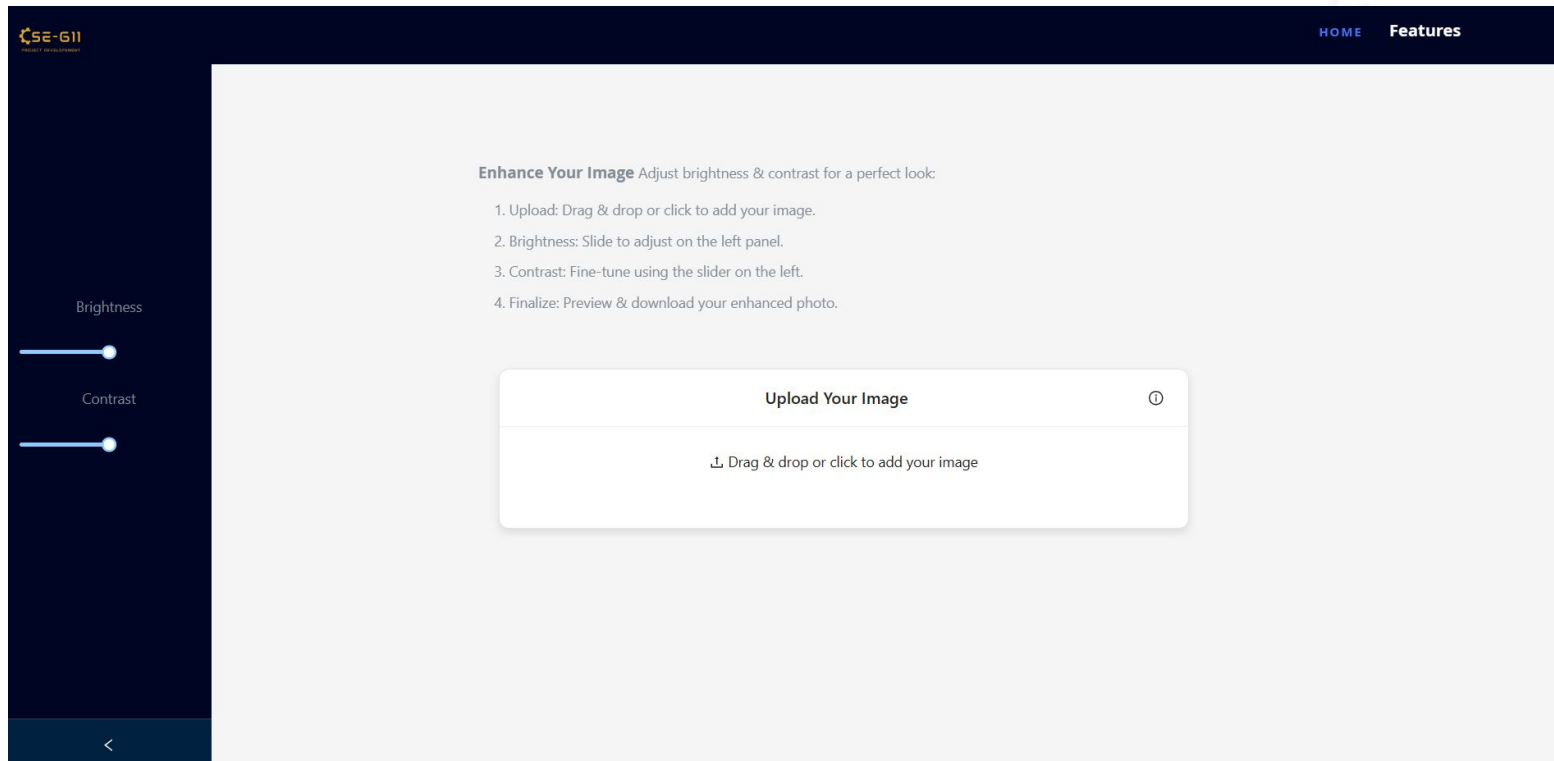 CSE-G11
PROJECT DEVELOPEMENT
HOME Features
Enhance Your Image Adjust brightness & contrast for a perfect look:
1. Upload: Drag & drop or click to add your image.
2. Brightness: Slide to adjust on the left panel.
3. Contrast: Fine-tune using the slider on the left.
4. Finalize: Preview & download your enhanced photo.
Brightness
Contrast
Upload Your Image
Drag & drop or click to add your image